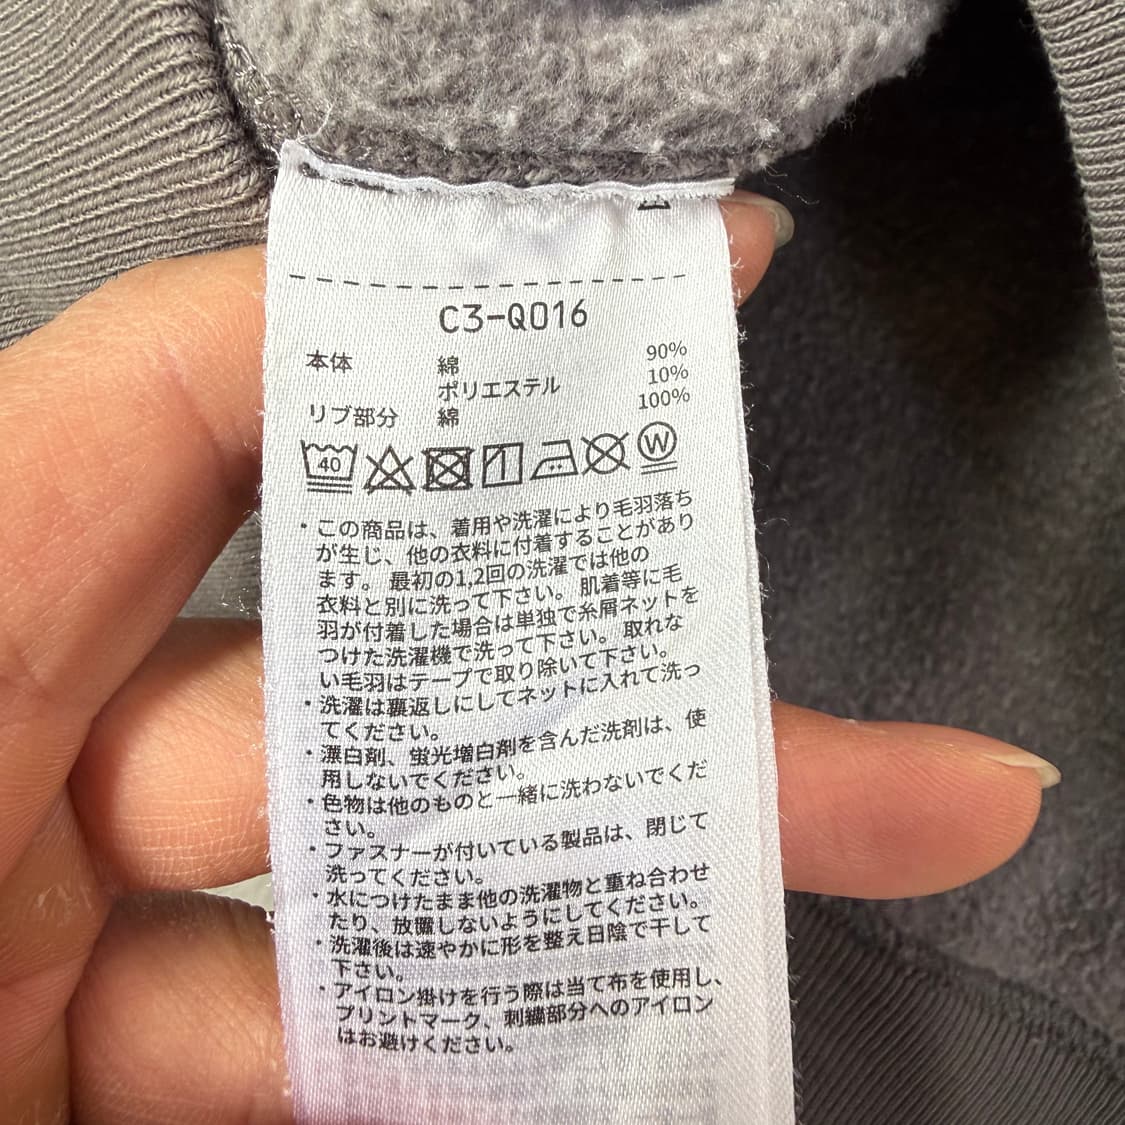 C3-Q016
本体 綿 90%
ポリエステル 10%
リブ部分 綿 100%
40 W
・この商品は、着用や洗濯により毛羽落ち
が生じ、他の衣料に付着することがあり
ます。 最初の1,2回の洗濯では他の
衣料と別に洗って下さい。 肌着等に毛
羽が付着した場合は単独で糸屑ネットを
つけた洗濯機で洗って下さい。 取れな
い毛羽はテープで取り除いて下さい。
・洗濯は裏返しにしてネットに入れて洗っ
てください。
・漂白剤、蛍光増白剤を含んだ洗剤は、使
用しないでください。
・色物は他のものと一緒に洗わないでくだ
さい。
・ファスナーが付いている製品は、閉じて
洗ってください。
・水につけたまま他の洗濯物と重ね合わせ
たり、放置しないようにしてください。
・洗濯後は速やかに形を整え日陰で干して
下さい。
・アイロン掛けを行う際は当て布を使用し、
プリントマーク、刺繍部分へのアイロン
はお避けください。